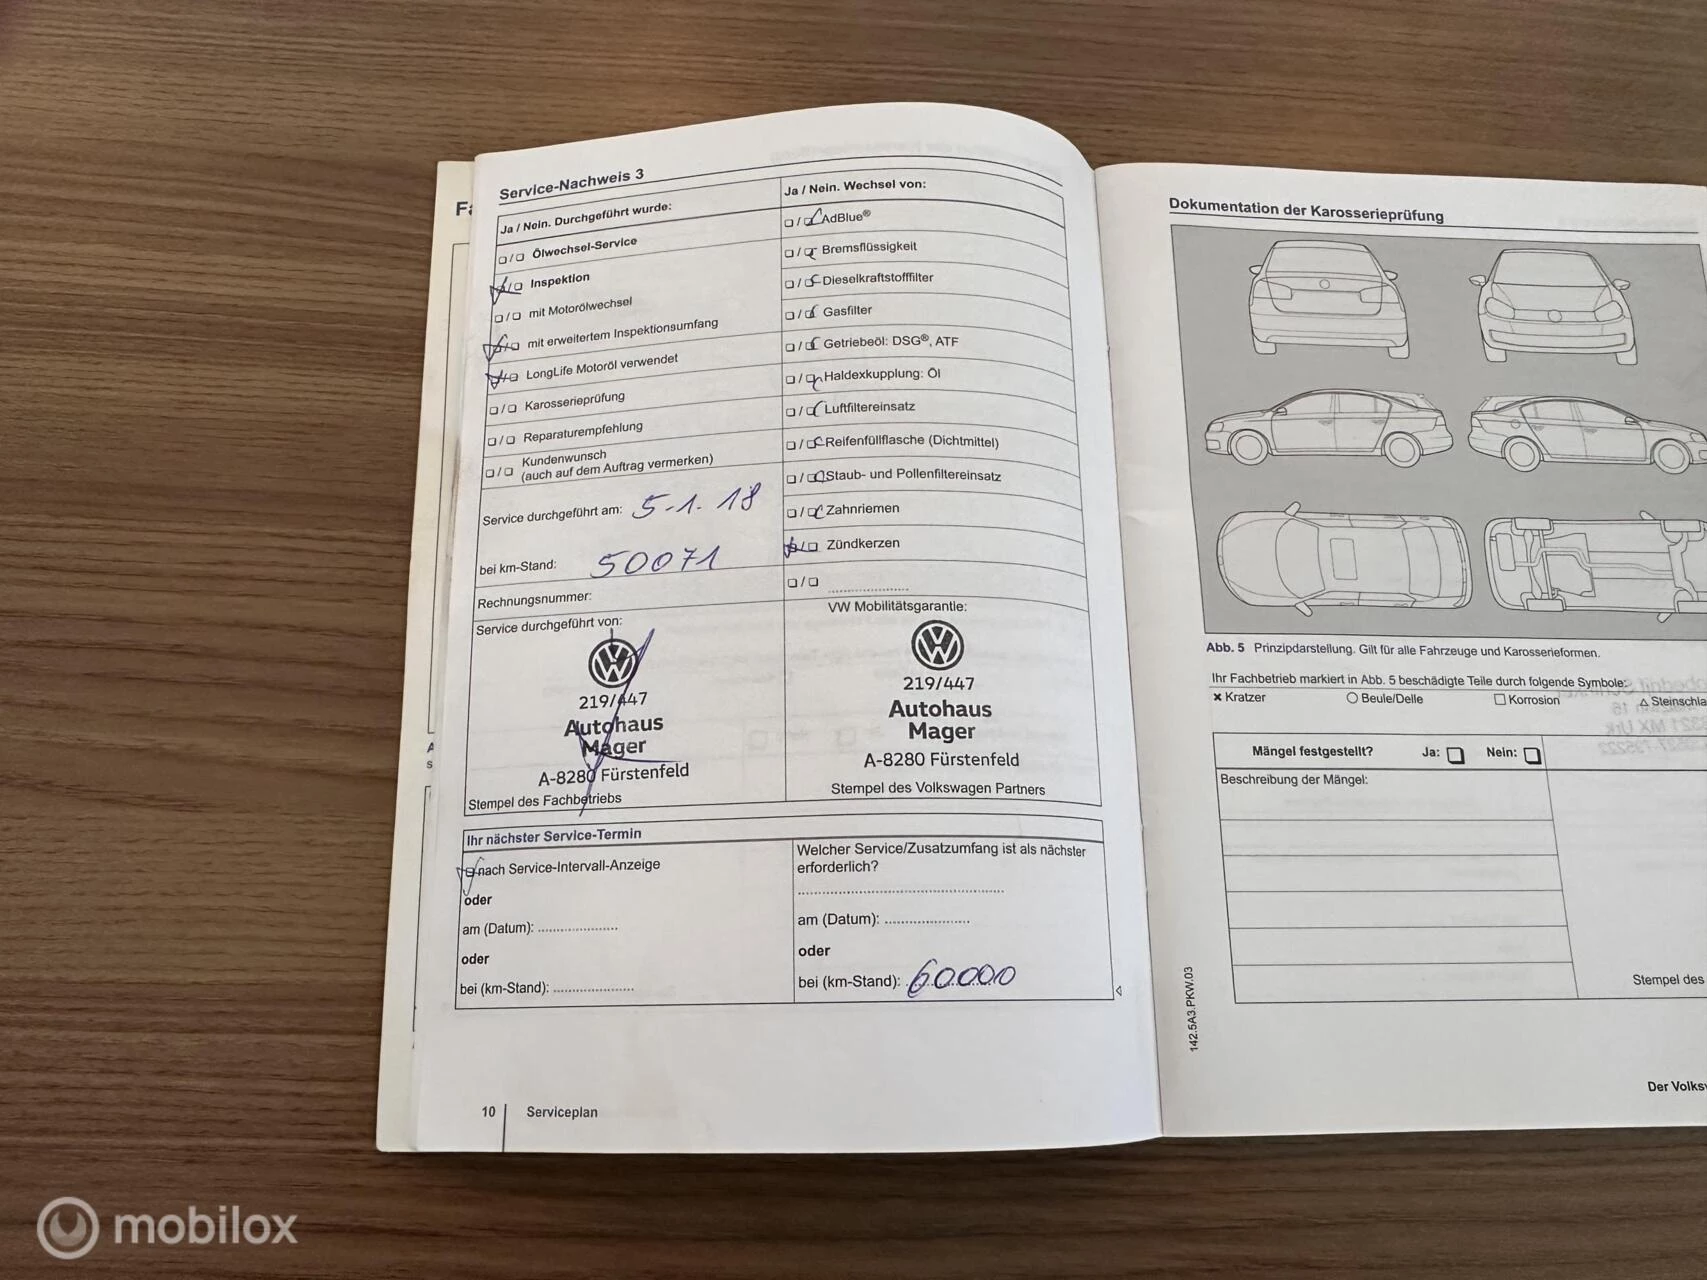 Service-Nachweis 3
Ja / Nein. Durchgeführt wurde:
❏ / ❏ Ölwechsel-Service
❏ / ❏ Inspektion
❏ / ❏ mit Motorölwechsel
❏ / ❏ mit erweitertem Inspektionsumfang
❏ / ❏ LongLife Motoröl verwendet
❏ / ❏ Karosserieprüfung
❏ / ❏ Reparaturempfehlung
❏ / ❏ Kundenwunsch
(auch auf dem Auftrag vermerken)
Service durchgeführt am: 5-1. 18
bei km-Stand: 50071
Rechnungsnummer:
Service durchgeführt von:
219/447
Autohaus
Mager
A-8280 Fürstenfeld
Stempel des Fachbetriebs
Ja / Nein. Wechsel von:
❏ / ❏ AdBlue®
❏ / ❏ Bremsflüssigkeit
❏ / ❏ Dieselkraftstofffilter
❏ / ❏ Gasfilter
❏ / ❏ Getriebeöl: DSG®, ATF
❏ / ❏ Haldexkupplung: Öl
❏ / ❏ Luftfiltereinsatz
❏ / ❏ Reifenfüllflasche (Dichtmittel)
❏ / ❏ Staub- und Pollenfiltereinsatz
❏ / ❏ Zahnriemen
❏ / ❏ Zündkerzen
❏ / ❏ ....................
VW Mobilitätsgarantie:
219/447
Autohaus
Mager
A-8280 Fürstenfeld
Stempel des Volkswagen Partners
Ihr nächster Service-Termin
❏ nach Service-Intervall-Anzeige
oder
am (Datum): ....................
oder
bei (km-Stand): ....................
Welcher Service/Zusatzumfang ist als nächster
erforderlich?
..................................................
am (Datum): ....................
oder
bei (km-Stand): 60.000
10 Serviceplan
Dokumentation der Karosserieprüfung
Abb. 5 Prinzipdarstellung. Gilt für alle Fahrzeuge und Karosserieformen.
Ihr Fachbetrieb markiert in Abb. 5 beschädigte Teile durch folgende Symbole:
✖ Kratzer ○ Beule/Delle □ Korrosion △ Steinschla
Mängel festgestellt? Ja: ❏ Nein: ❏
Beschreibung der Mängel:
Stempel des
142.5A3.PKW.03
Der Volks
mobilox